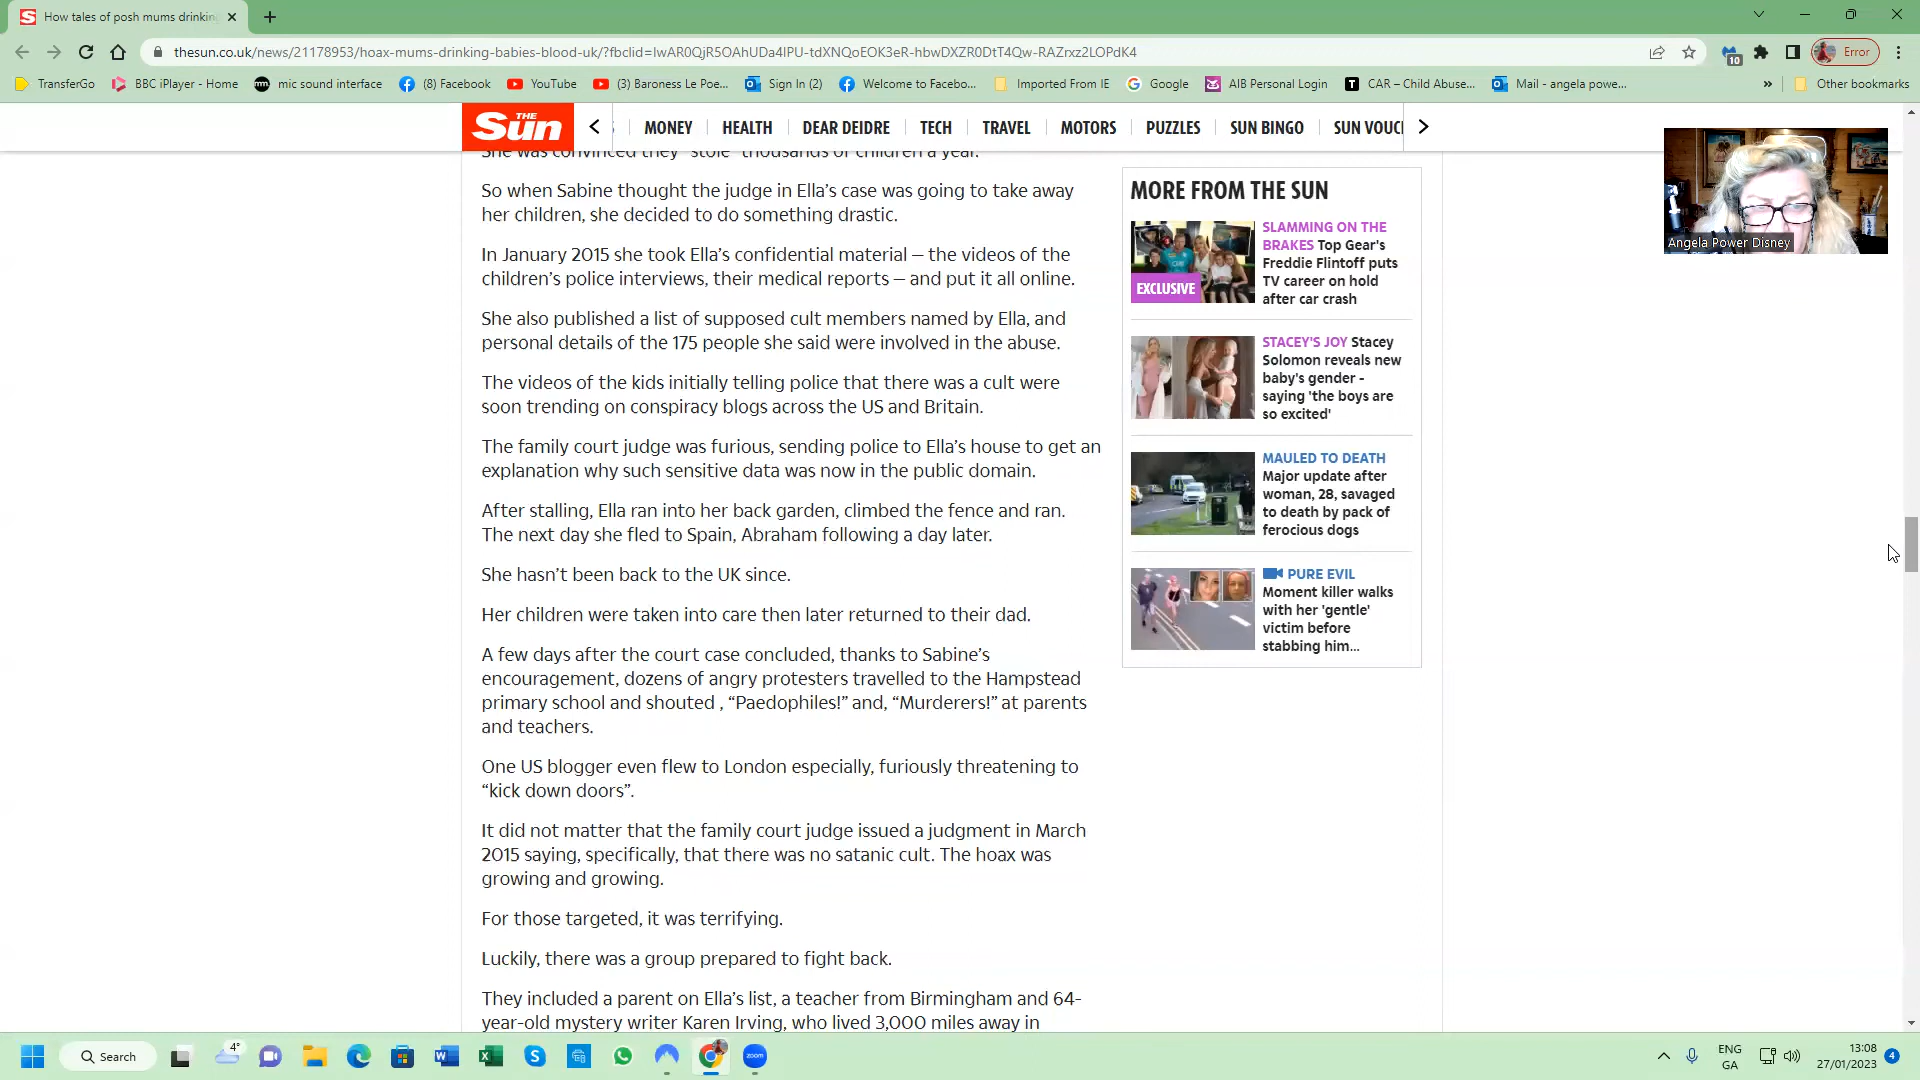 How tales of posh mums drinking
thesun.co.uk/news/21178953/hoax-mums-drinking-babies-blood-uk/?fbclid=IwAR0QjR5OAhUDa4lPU-tdXNQoEOK3eR-hbwDXZR0DtT4Qw-RAZrxz2LOPdK4
10
Error
TransferGo
BBC iPlayer - Home
mic sound interface
(8) Facebook
YouTube
(3) Baroness Le Poe...
Sign In (2)
Welcome to Facebo...
Imported From IE
Google
AIB Personal Login
CAR – Child Abuse...
Mail - angela powe...
»
Other bookmarks
THE Sun
MONEY
HEALTH
DEAR DEIDRE
TECH
TRAVEL
MOTORS
PUZZLES
SUN BINGO
SUN VOUC
She was convinced they “stole” thousands of children a year.
So when Sabine thought the judge in Ella’s case was going to take away
her children, she decided to do something drastic.
In January 2015 she took Ella’s confidential material – the videos of the
children’s police interviews, their medical reports – and put it all online.
She also published a list of supposed cult members named by Ella, and
personal details of the 175 people she said were involved in the abuse.
The videos of the kids initially telling police that there was a cult were
soon trending on conspiracy blogs across the US and Britain.
The family court judge was furious, sending police to Ella’s house to get an
explanation why such sensitive data was now in the public domain.
After stalling, Ella ran into her back garden, climbed the fence and ran.
The next day she fled to Spain, Abraham following a day later.
She hasn’t been back to the UK since.
Her children were taken into care then later returned to their dad.
A few days after the court case concluded, thanks to Sabine’s
encouragement, dozens of angry protesters travelled to the Hampstead
primary school and shouted , “Paedophiles!” and, “Murderers!” at parents
and teachers.
One US blogger even flew to London especially, furiously threatening to
“kick down doors”.
It did not matter that the family court judge issued a judgment in March
2015 saying, specifically, that there was no satanic cult. The hoax was
growing and growing.
For those targeted, it was terrifying.
Luckily, there was a group prepared to fight back.
They included a parent on Ella’s list, a teacher from Birmingham and 64-
year-old mystery writer Karen Irving, who lived 3,000 miles away in
MORE FROM THE SUN
EXCLUSIVE
SLAMMING ON THE
BRAKES Top Gear's
Freddie Flintoff puts
TV career on hold
after car crash
STACEY'S JOY Stacey
Solomon reveals new
baby's gender -
saying 'the boys are
so excited'
MAULED TO DEATH
Major update after
woman, 28, savaged
to death by pack of
ferocious dogs
PURE EVIL
Moment killer walks
with her 'gentle'
victim before
stabbing him...
Angela Power Disney
Search
4°
zoom
ENG
GA
13:08
27/01/2023
4